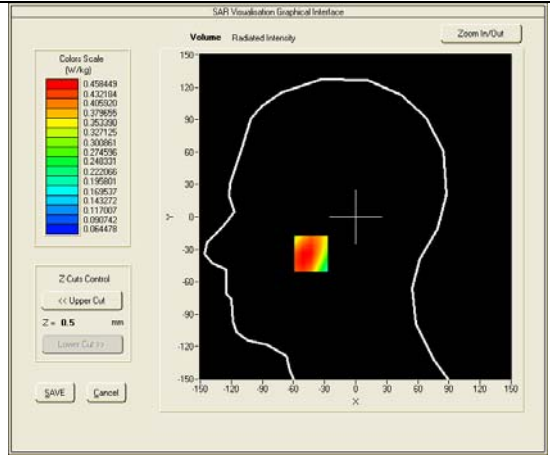 SAR Visualisation Graphical Interface
Volume Radiated Intensity
Zoom In/Out
Colors Scale
(W/kg)
0.458449
0.432184
0.405920
0.379655
0.353390
0.327125
0.300861
0.274596
0.248331
0.222066
0.195801
0.169537
0.143272
0.117007
0.090742
0.064478
Z Cuts Control
<< Upper Cut
Z = 0.5 mm
Lower Cut >>
SAVE Cancel
150-
120-
90-
60-
30-
0-
-30-
-60-
-90-
-120-
-150-
Y
-150 -120 -90 -60 -30 0 30 60 90 120 150
X